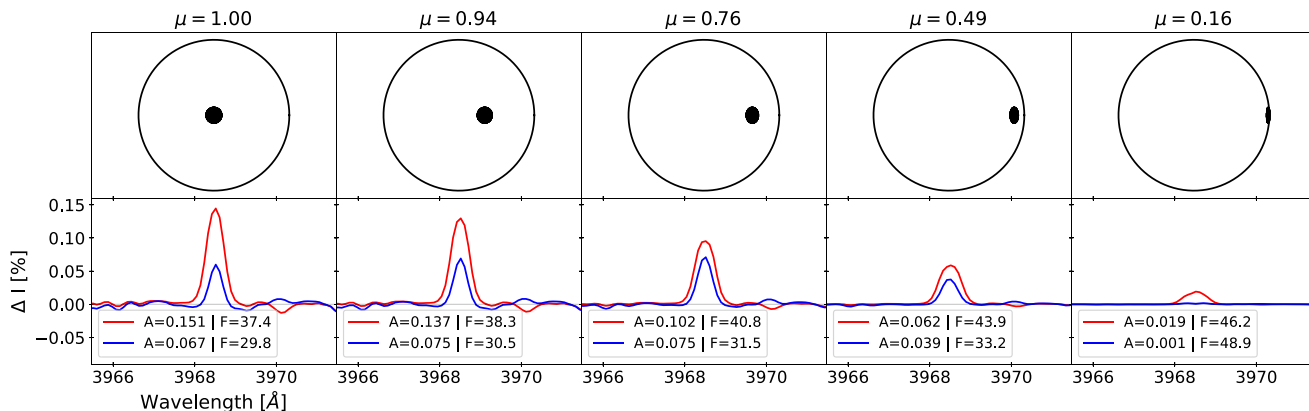 μ = 1.00
μ = 0.94
μ = 0.76
μ = 0.49
μ = 0.16
0.15
0.10
0.05
0.00
−0.05
Δ I [%]
A=0.151 | F=37.4
A=0.067 | F=29.8
A=0.137 | F=38.3
A=0.075 | F=30.5
A=0.102 | F=40.8
A=0.075 | F=31.5
A=0.062 | F=43.9
A=0.039 | F=33.2
A=0.019 | F=46.2
A=0.001 | F=48.9
3966 3968 3970
3966 3968 3970
3966 3968 3970
3966 3968 3970
3966 3968 3970
Wavelength [Å]